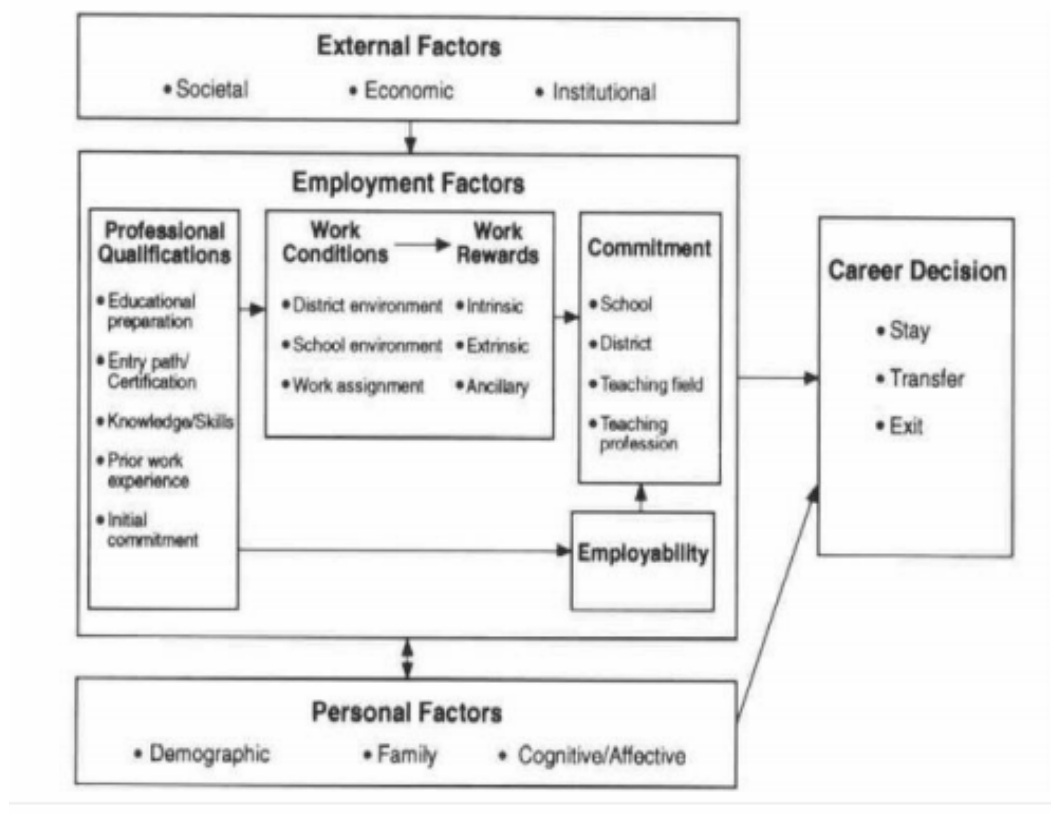 External Factors
• Societal • Economic • Institutional
Employment Factors
Professional
Qualifications
• Educational
preparation
• Entry path/
Certification
• Knowledge/Skills
• Prior work
experience
• Initial
commitment
Work
Conditions
• District environment
• School environment
• Work assignment
Work
Rewards
• Intrinsic
• Extrinsic
• Ancillary
Commitment
• School
• District
• Teaching field
• Teaching
profession
Employability
Career Decision
• Stay
• Transfer
• Exit
Personal Factors
• Demographic • Family • Cognitive/Affective